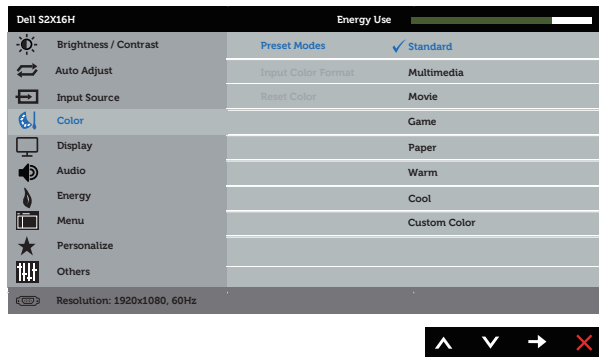 Dell S2X16H Energy Use
Brightness / Contrast Preset Modes Standard
Auto Adjust Input Color Format Multimedia
Input Source Reset Color Movie
Color Game
Display Paper
Audio Warm
Energy Cool
Menu Custom Color
Personalize
Others
Resolution: 1920x1080, 60Hz